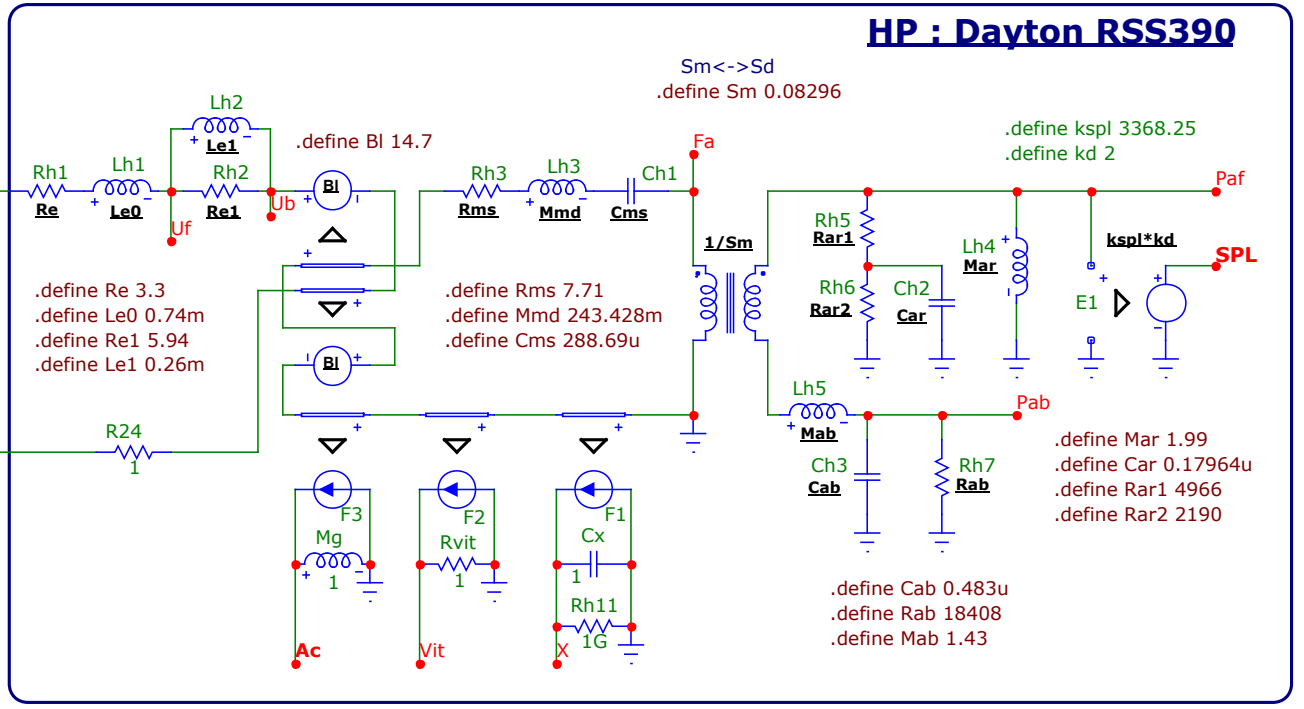 HP : Dayton RSS390
Sm<->Sd
.define Sm 0.08296
Lh2
Le1
.define Bl 14.7
Fa
.define kspl 3368.25
.define kd 2
Rh1
Lh1
Rh2
Bl
Rh3
Lh3
Ch1
Paf
Re
Le0
Re1
Ub
Rms
Mmd
Cms
Uf
Rh5
Rar1
1/Sm
Lh4
Mar
kspl*kd
SPL
.define Re 3.3
.define Le0 0.74m
.define Re1 5.94
.define Le1 0.26m
.define Rms 7.71
.define Mmd 243.428m
.define Cms 288.69u
Rh6
Rar2
Ch2
Car
E1
Bl
Lh5
Mab
Pab
R24
1
Ch3
Cab
Rh7
Rab
.define Mar 1.99
.define Car 0.17964u
.define Rar1 4966
.define Rar2 2190
F3
F2
F1
Mg
1
Rvit
1
Cx
1
Rh11
1G
.define Cab 0.483u
.define Rab 18408
.define Mab 1.43
Ac
Vit
X